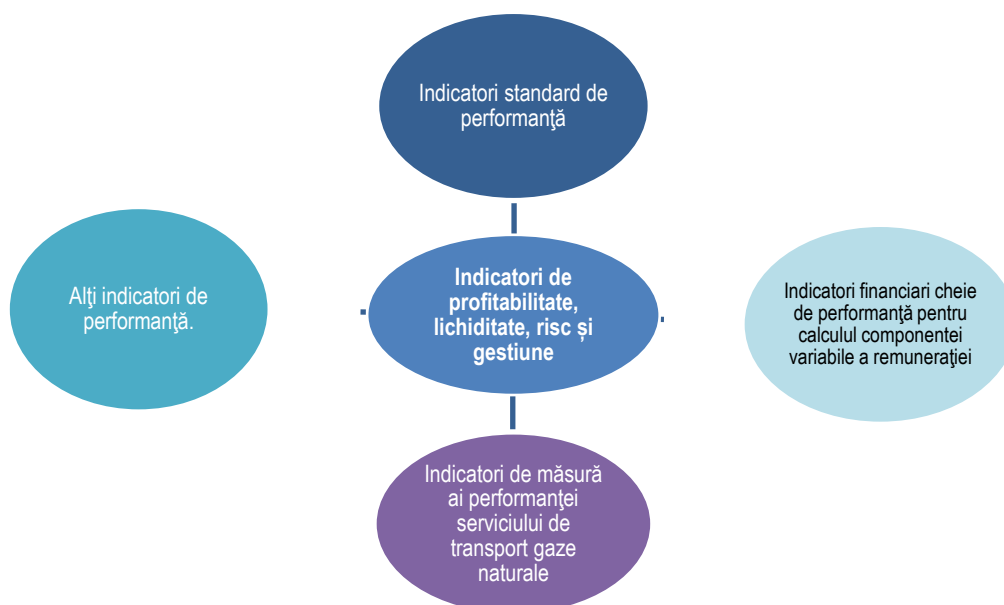 Indicatori standard de
performanţă
Alţi indicatori de
performanţă.
Indicatori de
profitabilitate,
lichiditate, risc și
gestiune
Indicatori financiari cheie
de performanţă pentru
calculul componentei
variabile a remuneraţiei
Indicatori de măsură
ai performanţei
serviciului de
transport gaze
naturale